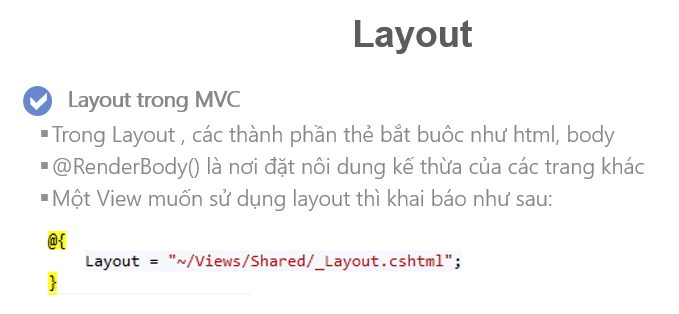 Layout
Layout trong MVC
Trong Layout , các thành phần thẻ bắt buôc như html, body
@RenderBody() là nơi đặt nôi dung kế thừa của các trang khác
Một View muốn sử dụng layout thì khai báo như sau:
@{
Layout = "~/Views/Shared/_Layout.cshtml";
}